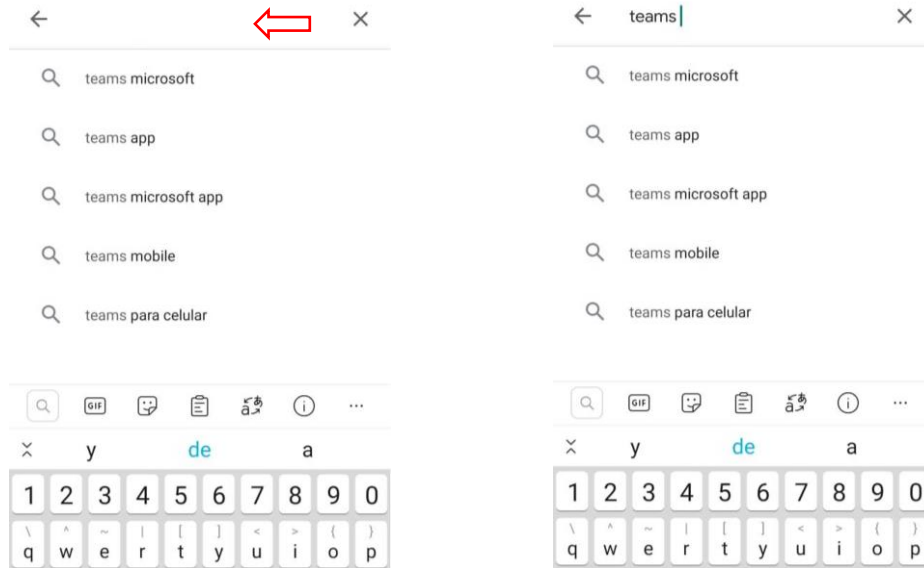 teams microsoft
teams app
teams microsoft app
teams mobile
teams para celular
GIF
あ
a
y de a
1 2 3 4 5 6 7 8 9 0
\ ^ ~ | [ ] < > { }
q w e r t y u i o p
teams
teams microsoft
teams app
teams microsoft app
teams mobile
teams para celular
GIF
あ
a
y de a
1 2 3 4 5 6 7 8 9 0
\ ^ ~ | [ ] < > { }
q w e r t y u i o p